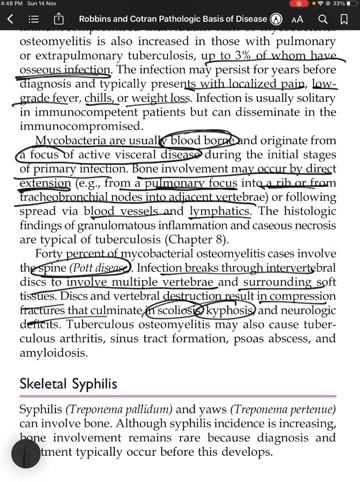 4:48 PM Sun 14 Nov
33%
Robbins and Cotran Pathologic Basis of Disease
AA
osteomyelitis is also increased in those with pulmonary
or extrapulmonary tuberculosis, up to 3% of whom have
osseous infection. The infection may persist for years before
diagnosis and typically presents with localized pain, low-
grade fever, chills, or weight loss. Infection is usually solitary
in immunocompetent patients but can disseminate in the
immunocompromised.
Mycobacteria are usually blood borne and originate from
a focus of active visceral disease during the initial stages
of primary infection. Bone involvement may occur by direct
extension (e.g., from a pulmonary focus into a rib or from
tracheobronchial nodes into adjacent vertebrae) or following
spread via blood vessels and lymphatics. The histologic
findings of granulomatous inflammation and caseous necrosis
are typical of tuberculosis (Chapter 8).
Forty percent of mycobacterial osteomyelitis cases involve
the spine (Pott disease). Infection breaks through intervertebral
discs to involve multiple vertebrae and surrounding soft
tissues. Discs and vertebral destruction result in compression
fractures that culminate in scoliosis, kyphosis, and neurologic
deficits. Tuberculous osteomyelitis may also cause tuber-
culous arthritis, sinus tract formation, psoas abscess, and
amyloidosis.
Skeletal Syphilis
Syphilis (Treponema pallidum) and yaws (Treponema pertenue)
can involve bone. Although syphilis incidence is increasing,
bone involvement remains rare because diagnosis and
tment typically occur before this develops.